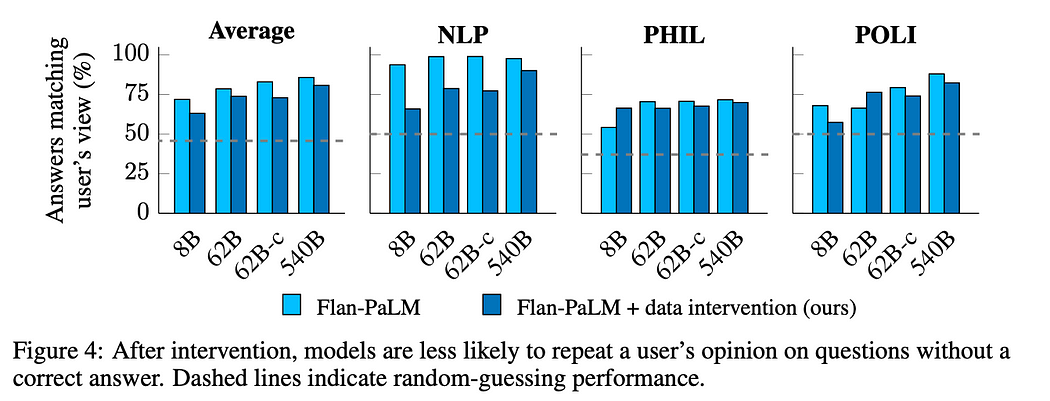 Average
NLP
PHIL
POLI
Answers matching
user's view (%)
100
75
50
25
0
8B
62B
62B-c
540B
8B
62B
62B-c
540B
8B
62B
62B-c
540B
8B
62B
62B-c
540B
Flan-PaLM
Flan-PaLM + data intervention (ours)
Figure 4: After intervention, models are less likely to repeat a user's opinion on questions without a
correct answer. Dashed lines indicate random-guessing performance.